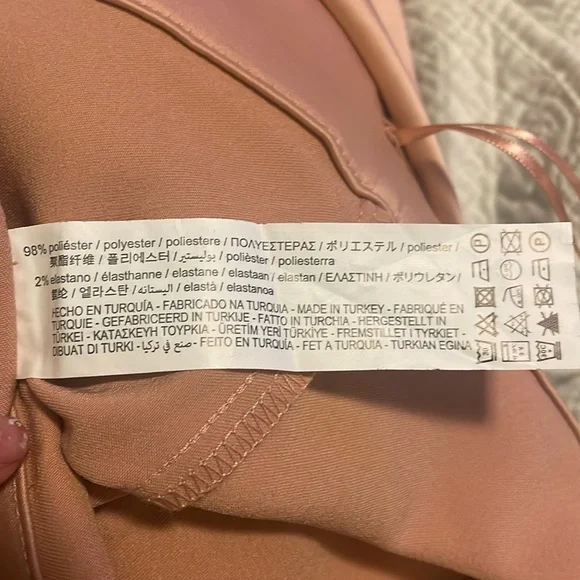 98% poliéster / polyester / poliestere / ΠΟΛΥΕΣΤΕΡΑΣ / ポリエステル / poliester /
聚酯纤维 / 폴리에스터 / بوليستير / polièster / poliesterra
2% elastano / élasthanne / elastane / elastaan / elastan / ΕΛΑΣΤΙΝΗ / ポリウレタン /
氨纶 / 엘라스탄 / الیستانه / elastà / elastanoa
HECHO EN TURQUÍA - FABRICADO NA TURQUIA - MADE IN TURKEY - FABRIQUÉ EN
TURQUIE - GEFABRICEERD IN TURKIJE - FATTO IN TURCHIA - HERGESTELLT IN
TÜRKEI - ΚΑΤΑΣΚΕΥΗ ΤΟΥΡΚΙΑ - ÜRETİM YERİ TÜRKİYE - FREMSTILLET I TYRKIET -
DIBUAT DI TURKI - صنع في تركيا - FEITO EN TURQUÍA - FET A TURQUIA - TURKIAN EGINA
P P